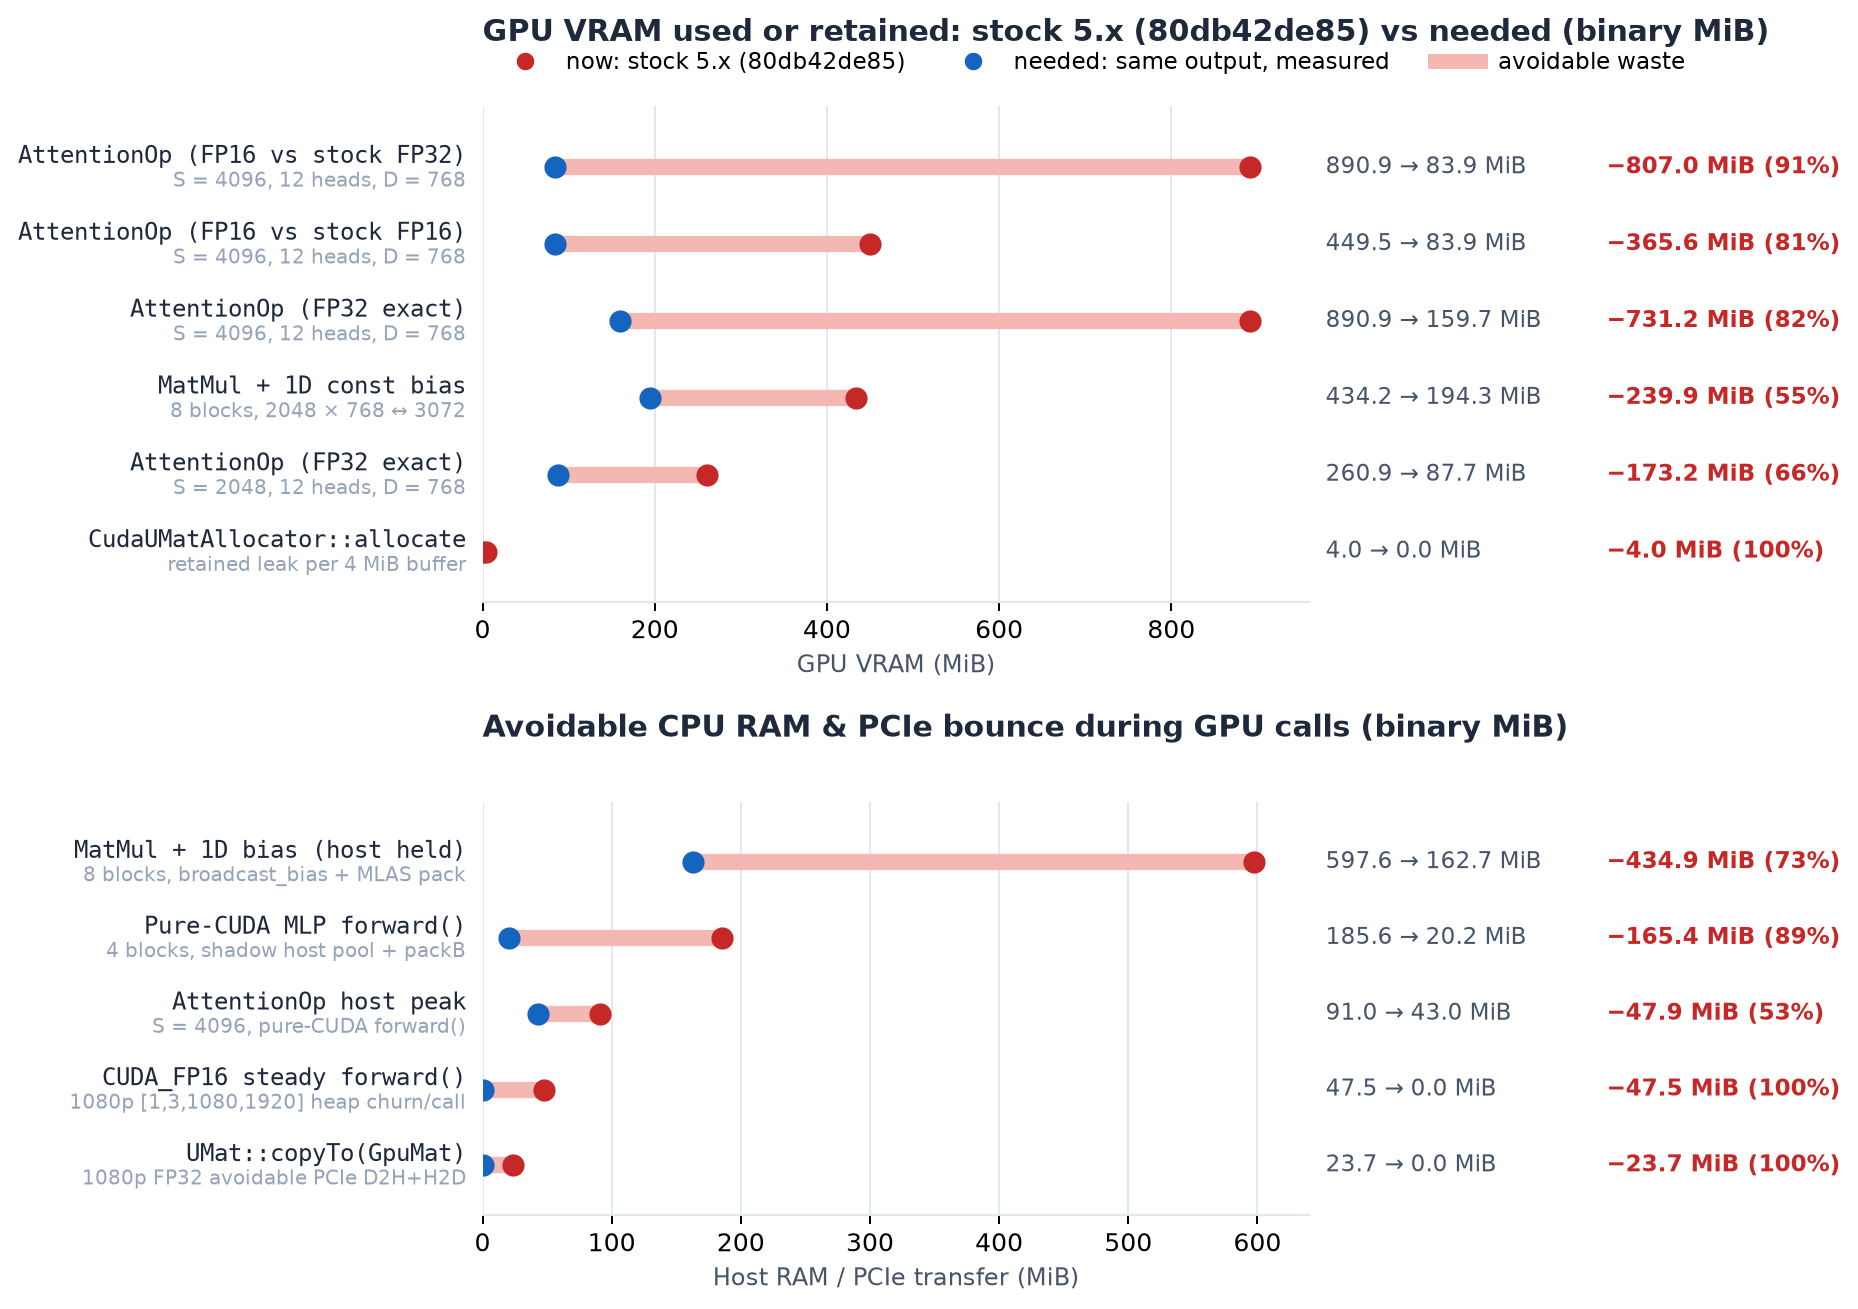 GPU VRAM used or retained: stock 5.x (80db42de85) vs needed (binary MiB)
now: stock 5.x (80db42de85) needed: same output, measured avoidable waste
AttentionOp (FP16 vs stock FP32)
S = 4096, 12 heads, D = 768
890.9 → 83.9 MiB −807.0 MiB (91%)
AttentionOp (FP16 vs stock FP16)
S = 4096, 12 heads, D = 768
449.5 → 83.9 MiB −365.6 MiB (81%)
AttentionOp (FP32 exact)
S = 4096, 12 heads, D = 768
890.9 → 159.7 MiB −731.2 MiB (82%)
MatMul + 1D const bias
8 blocks, 2048 × 768 ↔ 3072
434.2 → 194.3 MiB −239.9 MiB (55%)
AttentionOp (FP32 exact)
S = 2048, 12 heads, D = 768
260.9 → 87.7 MiB −173.2 MiB (66%)
CudaUMatAllocator::allocate
retained leak per 4 MiB buffer
4.0 → 0.0 MiB −4.0 MiB (100%)
0 200 400 600 800
GPU VRAM (MiB)
Avoidable CPU RAM & PCIe bounce during GPU calls (binary MiB)
MatMul + 1D bias (host held)
8 blocks, broadcast_bias + MLAS pack
597.6 → 162.7 MiB −434.9 MiB (73%)
Pure-CUDA MLP forward()
4 blocks, shadow host pool + packB
185.6 → 20.2 MiB −165.4 MiB (89%)
AttentionOp host peak
S = 4096, pure-CUDA forward()
91.0 → 43.0 MiB −47.9 MiB (53%)
CUDA_FP16 steady forward()
1080p [1,3,1080,1920] heap churn/call
47.5 → 0.0 MiB −47.5 MiB (100%)
UMat::copyTo(GpuMat)
1080p FP32 avoidable PCIe D2H+H2D
23.7 → 0.0 MiB −23.7 MiB (100%)
0 100 200 300 400 500 600
Host RAM / PCIe transfer (MiB)